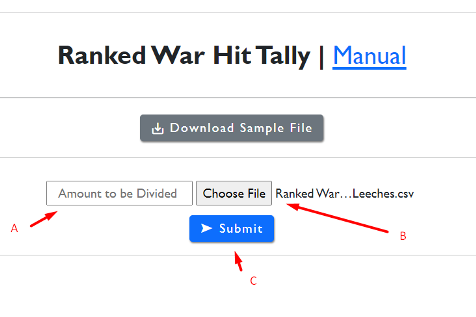 Ranked War Hit Tally | Manual
Download Sample File
Amount to be Divided Choose File Ranked War…Leeches.csv
A
B
Submit
C